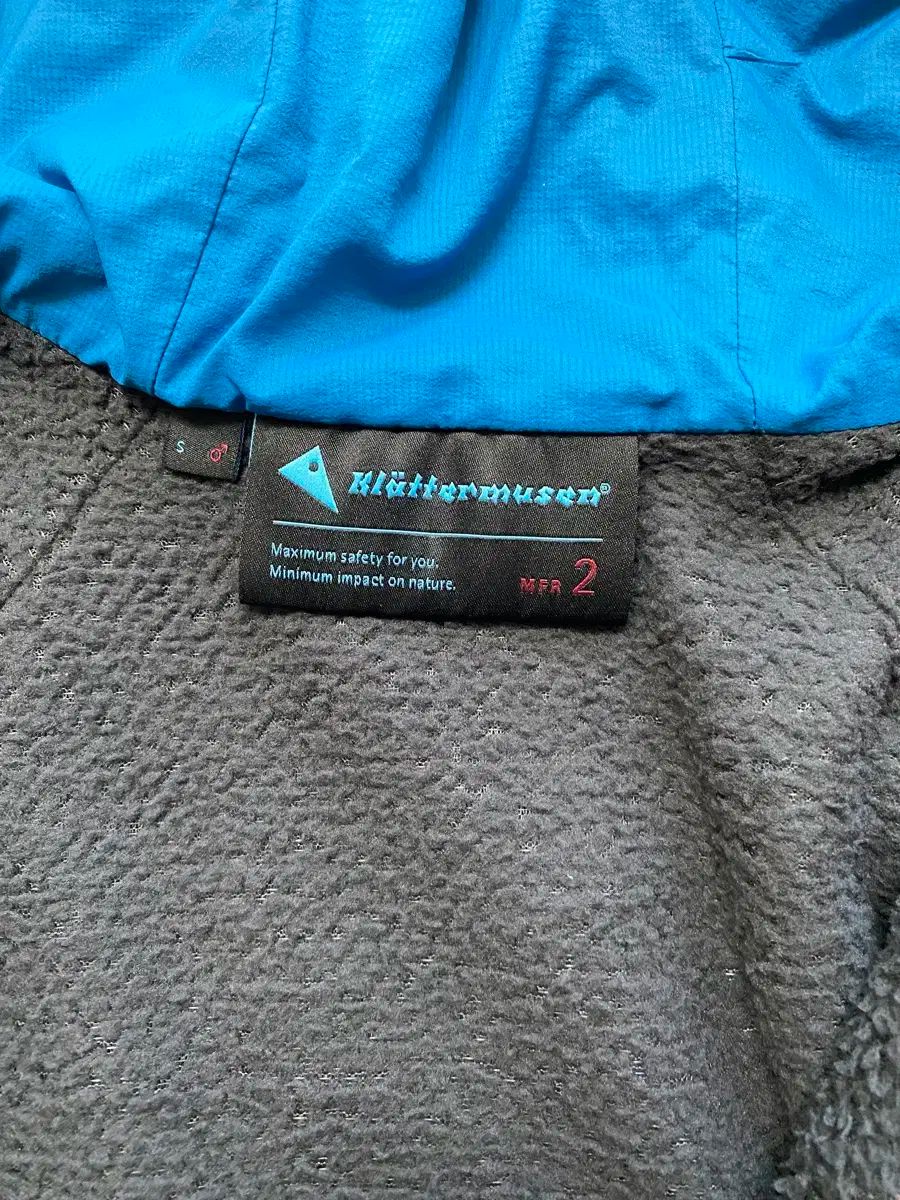 S ♂
Klättermusen®
Maximum safety for you.
Minimum impact on nature.
MFR 2